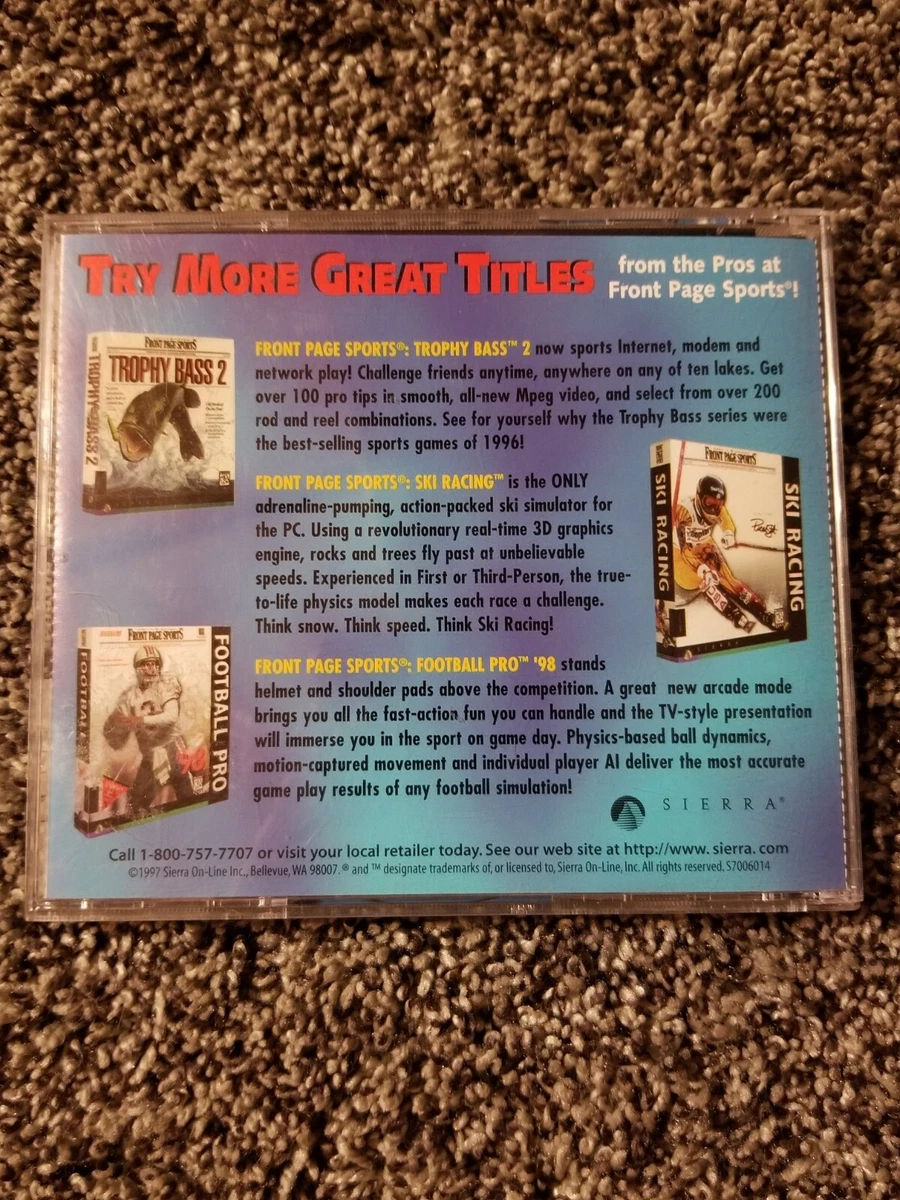 TRY MORE GREAT TITLES
from the Pros at
Front Page Sports®!
FRONT PAGE SPORTS
TROPHY BASS 2
TROPHY BASS 2
FRONT PAGE SPORTS®: TROPHY BASS™ 2 now sports Internet, modem and
network play! Challenge friends anytime, anywhere on any of ten lakes. Get
over 100 pro tips in smooth, all-new Mpeg video, and select from over 200
rod and reel combinations. See for yourself why the Trophy Bass series were
the best-selling sports games of 1996!
FRONT PAGE SPORTS
SKI RACING
SKI RACING
FRONT PAGE SPORTS®: SKI RACING™ is the ONLY
adrenaline-pumping, action-packed ski simulator for
the PC. Using a revolutionary real-time 3D graphics
engine, rocks and trees fly past at unbelievable
speeds. Experienced in First or Third-Person, the true-
to-life physics model makes each race a challenge.
Think snow. Think speed. Think Ski Racing!
FRONT PAGE SPORTS
FOOTBALL
FOOTBALL PRO
98
FRONT PAGE SPORTS®: FOOTBALL PRO™ '98 stands
helmet and shoulder pads above the competition. A great new arcade mode
brings you all the fast-action fun you can handle and the TV-style presentation
will immerse you in the sport on game day. Physics-based ball dynamics,
motion-captured movement and individual player AI deliver the most accurate
game play results of any football simulation!
SIERRA®
Call 1-800-757-7707 or visit your local retailer today. See our web site at http://www. sierra. com
©1997 Sierra On-Line Inc., Bellevue, WA 98007. ® and ™ designate trademarks of, or licensed to, Sierra On-Line, Inc. All rights reserved. S7006014